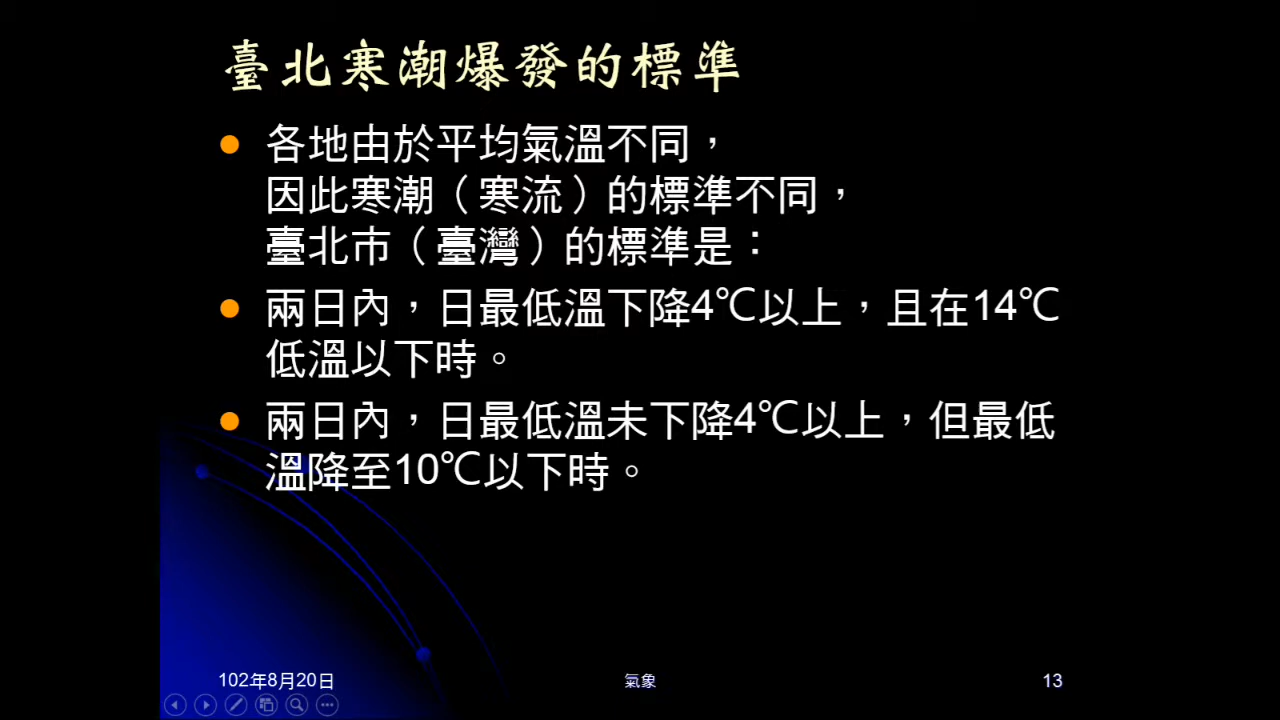 臺北寒潮爆發的標準
各地由於平均氣溫不同，
因此寒潮（寒流）的標準不同，
臺北市（臺灣）的標準是：
兩日內，日最低溫下降4℃以上，且在14℃
低溫以下時。
兩日內，日最低溫未下降4℃以上，但最低
溫降至10℃以下時。
102年8月20日
氣象
13